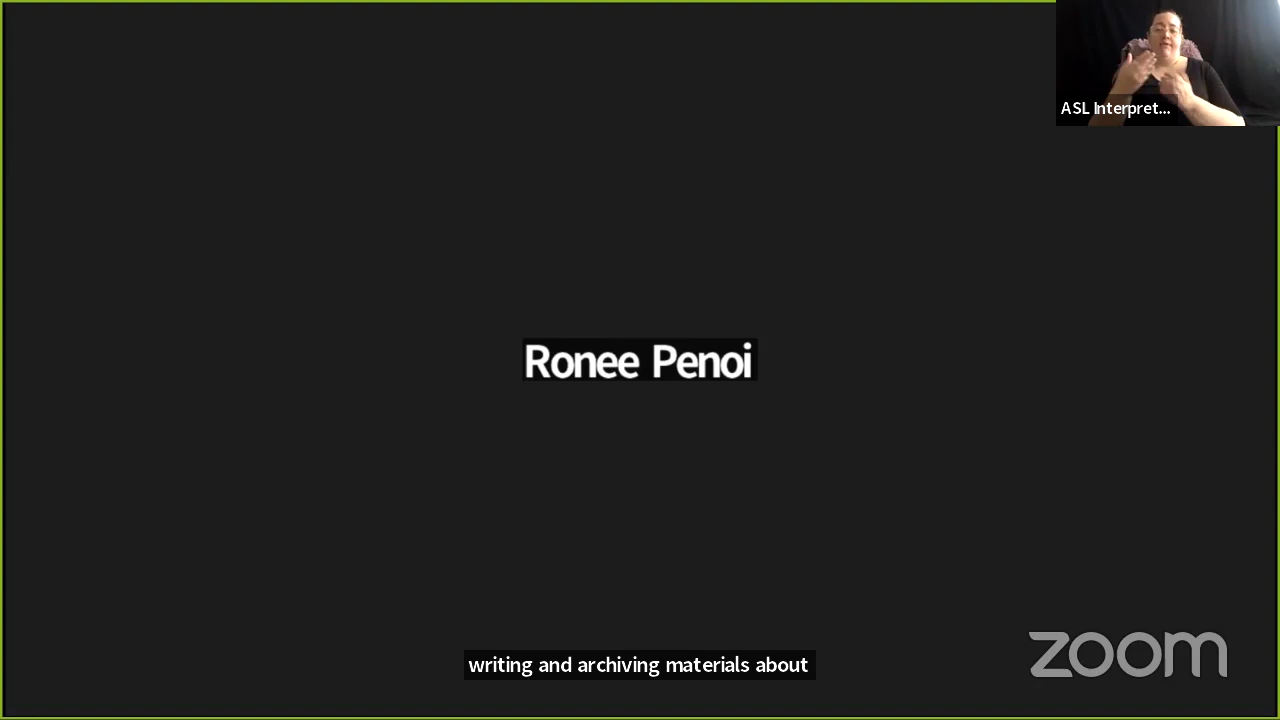 ASL Interpret...
Ronee Penoi
writing and archiving materials about
zoom